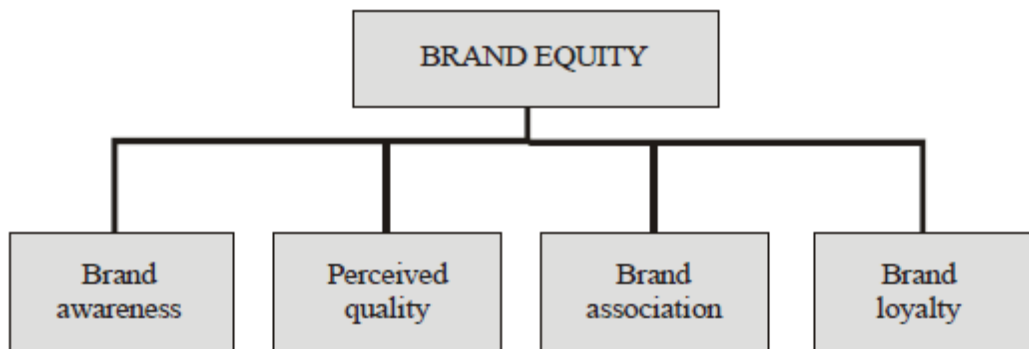 BRAND EQUITY
Brand
awareness
Perceived
quality
Brand
association
Brand
loyalty